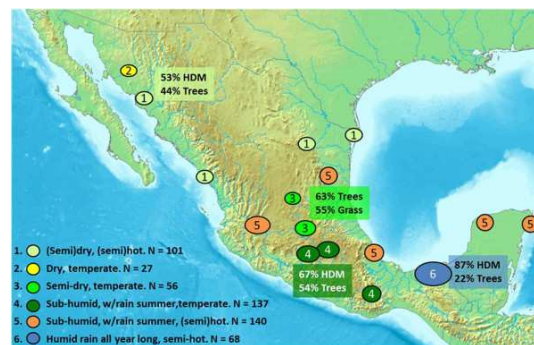 2
53% HDM
44% Trees
1
1
1
1
5
3
63% Trees
55% Grass
5
3
5
5
4
4
5
67% HDM
54% Trees
4
6
87% HDM
22% Trees
1. (Semi)dry, (semi)hot. N = 101
2. Dry, temperate. N = 27
3. Semi-dry, temperate. N = 56
4. Sub-humid, w/rain summer,temperate. N = 137
5. Sub-humid, w/rain summer, (semi)hot. N = 140
6. Humid rain all year long, semi-hot. N = 68